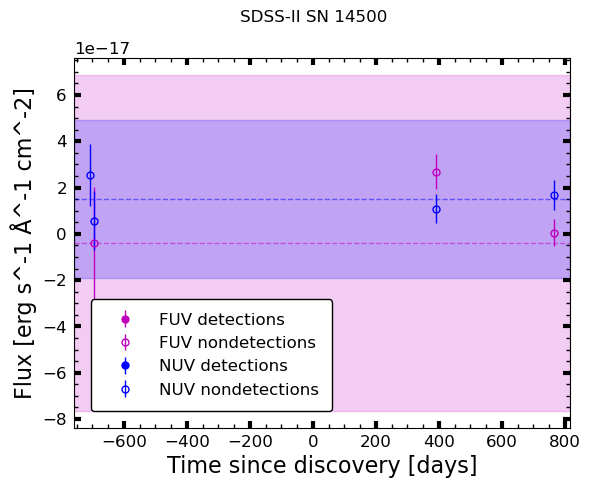 SDSS-II SN 14500
1e−17
Flux [erg s^-1 Å^-1 cm^-2]
6
4
2
0
−2
−4
−6
−8
FUV detections
FUV nondetections
NUV detections
NUV nondetections
−600 −400 −200 0 200 400 600 800
Time since discovery [days]